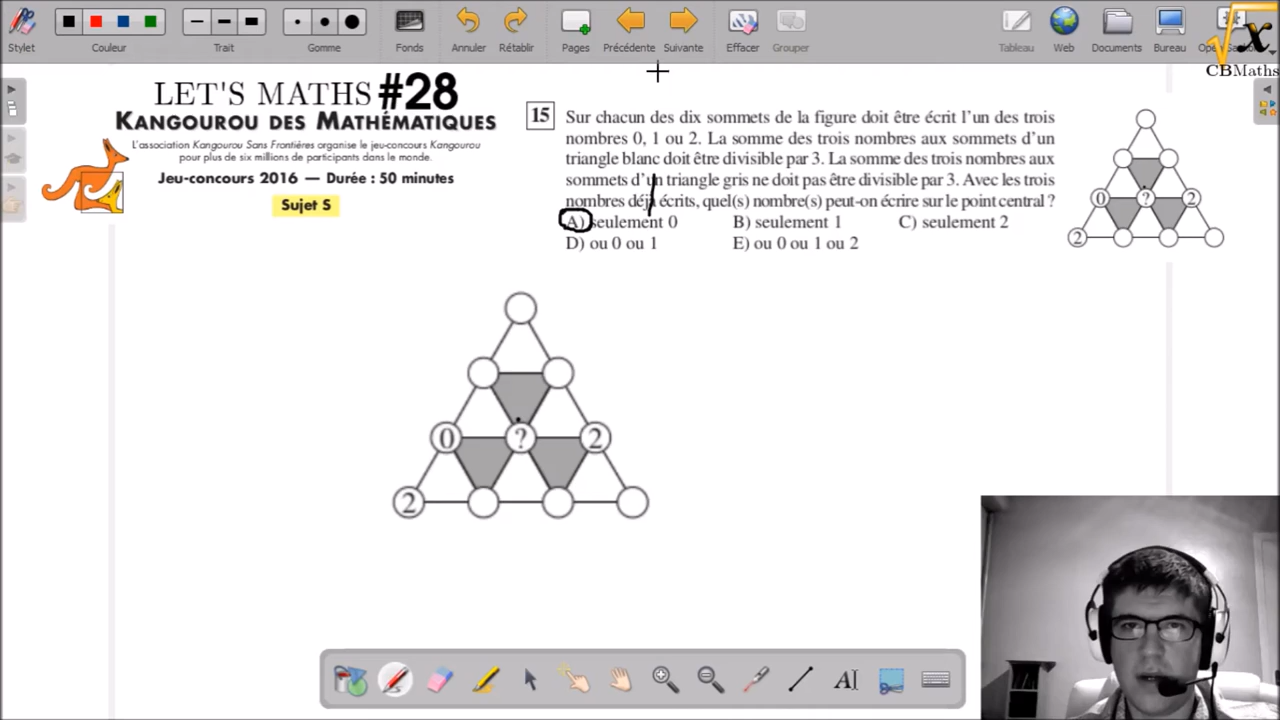 Stylet Couleur Trait Gomme Fonds Annuler Rétablir Pages Précédente Suivante Effacer Grouper Tableau Web Documents Bureau
CBMaths
LET'S MATHS #28
KANGOUROU DES MATHÉMATIQUES
L'association Kangourou Sans Frontières organise le jeu-concours Kangourou
pour plus de six millions de participants dans le monde.
Jeu-concours 2016 — Durée : 50 minutes
Sujet S
15 Sur chacun des dix sommets de la figure doit être écrit l'un des trois
nombres 0, 1 ou 2. La somme des trois nombres aux sommets d'un
triangle blanc doit être divisible par 3. La somme des trois nombres aux
sommets d'un triangle gris ne doit pas être divisible par 3. Avec les trois
nombres déjà écrits, quel(s) nombre(s) peut-on écrire sur le point central ?
A) seulement 0 B) seulement 1 C) seulement 2
D) ou 0 ou 1 E) ou 0 ou 1 ou 2
0 ? 2
2
0 ? 2
2